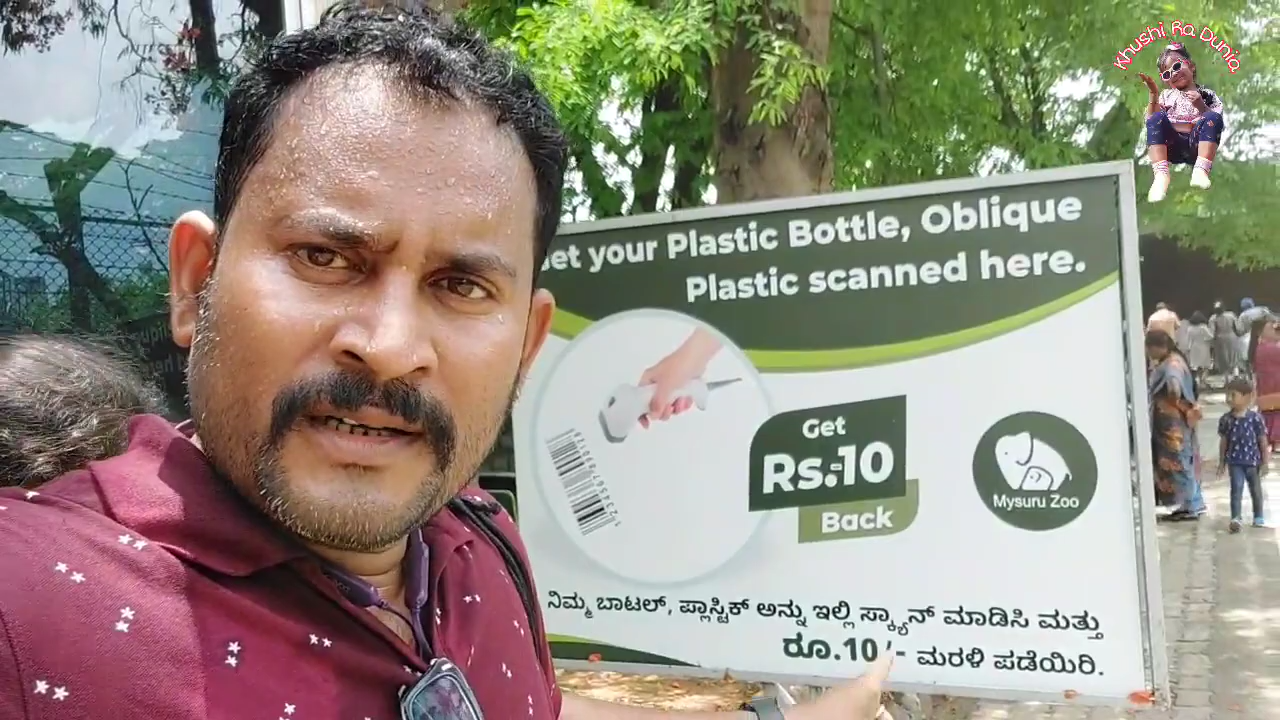 Khushi Ra Dunia
et your Plastic Bottle, Oblique
Plastic scanned here.
Get
Rs.10
Back
Mysuru Zoo
ನಿಮ್ಮ ಬಾಟಲ್, ಪ್ಲಾಸ್ಟಿಕ್ ಅನ್ನು ಇಲ್ಲಿ ಸ್ಕ್ಯಾನ್ ಮಾಡಿಸಿ ಮತ್ತು
ರೂ.10/- ಮರಳಿ ಪಡೆಯಿರಿ.